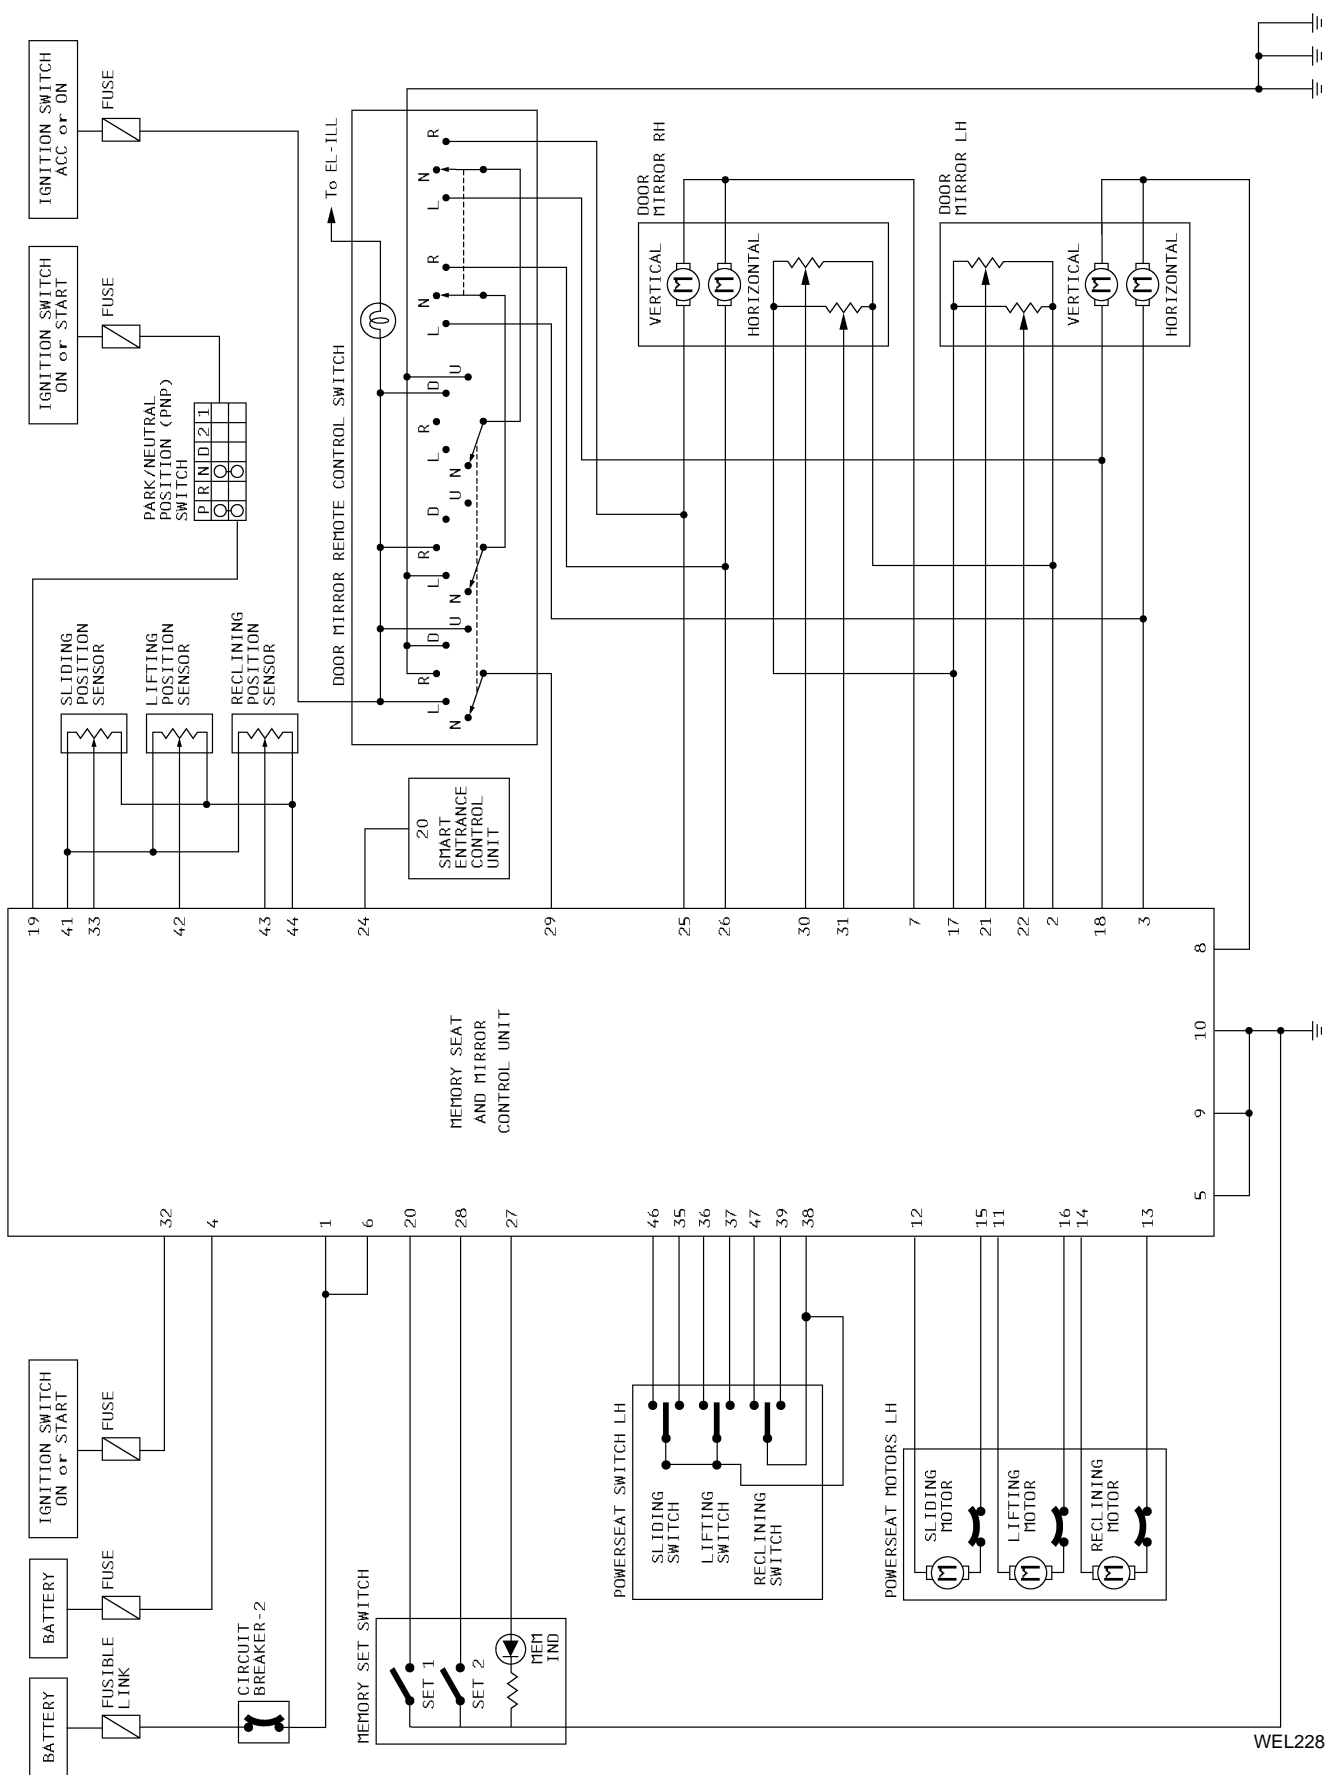 BATTERY
FUSIBLE
LINK
CIRCUIT
BREAKER-2
BATTERY
FUSE
IGNITION SWITCH
ON or START
FUSE
IGNITION SWITCH
ON or START
FUSE
IGNITION SWITCH
ACC or ON
FUSE
PARK/NEUTRAL
POSITION (PNP)
SWITCH
P R N D 2 1
SLIDING
POSITION
SENSOR
LIFTING
POSITION
SENSOR
RECLINING
POSITION
SENSOR
To EL-ILL
DOOR MIRROR REMOTE CONTROL SWITCH
L N R
L N R
N L R D U
N L R D U
N L R D U
20
SMART
ENTRANCE
CONTROL
UNIT
DOOR
MIRROR RH
VERTICAL
M
M
HORIZONTAL
DOOR
MIRROR LH
VERTICAL
M
M
HORIZONTAL
19
41
33
42
43
44
24
29
25
26
30
31
7
17
21
22
2
18
3
8
10
9
5
MEMORY SEAT
AND MIRROR
CONTROL UNIT
32
4
1
6
20
28
27
46
35
36
37
47
39
38
12
15
11
16
14
13
MEMORY SET SWITCH
SET 1
SET 2
MEM
IND
POWERSEAT SWITCH LH
SLIDING
SWITCH
LIFTING
SWITCH
RECLINING
SWITCH
POWERSEAT MOTORS LH
SLIDING
MOTOR
M
LIFTING
MOTOR
M
RECLINING
MOTOR
M
WEL228